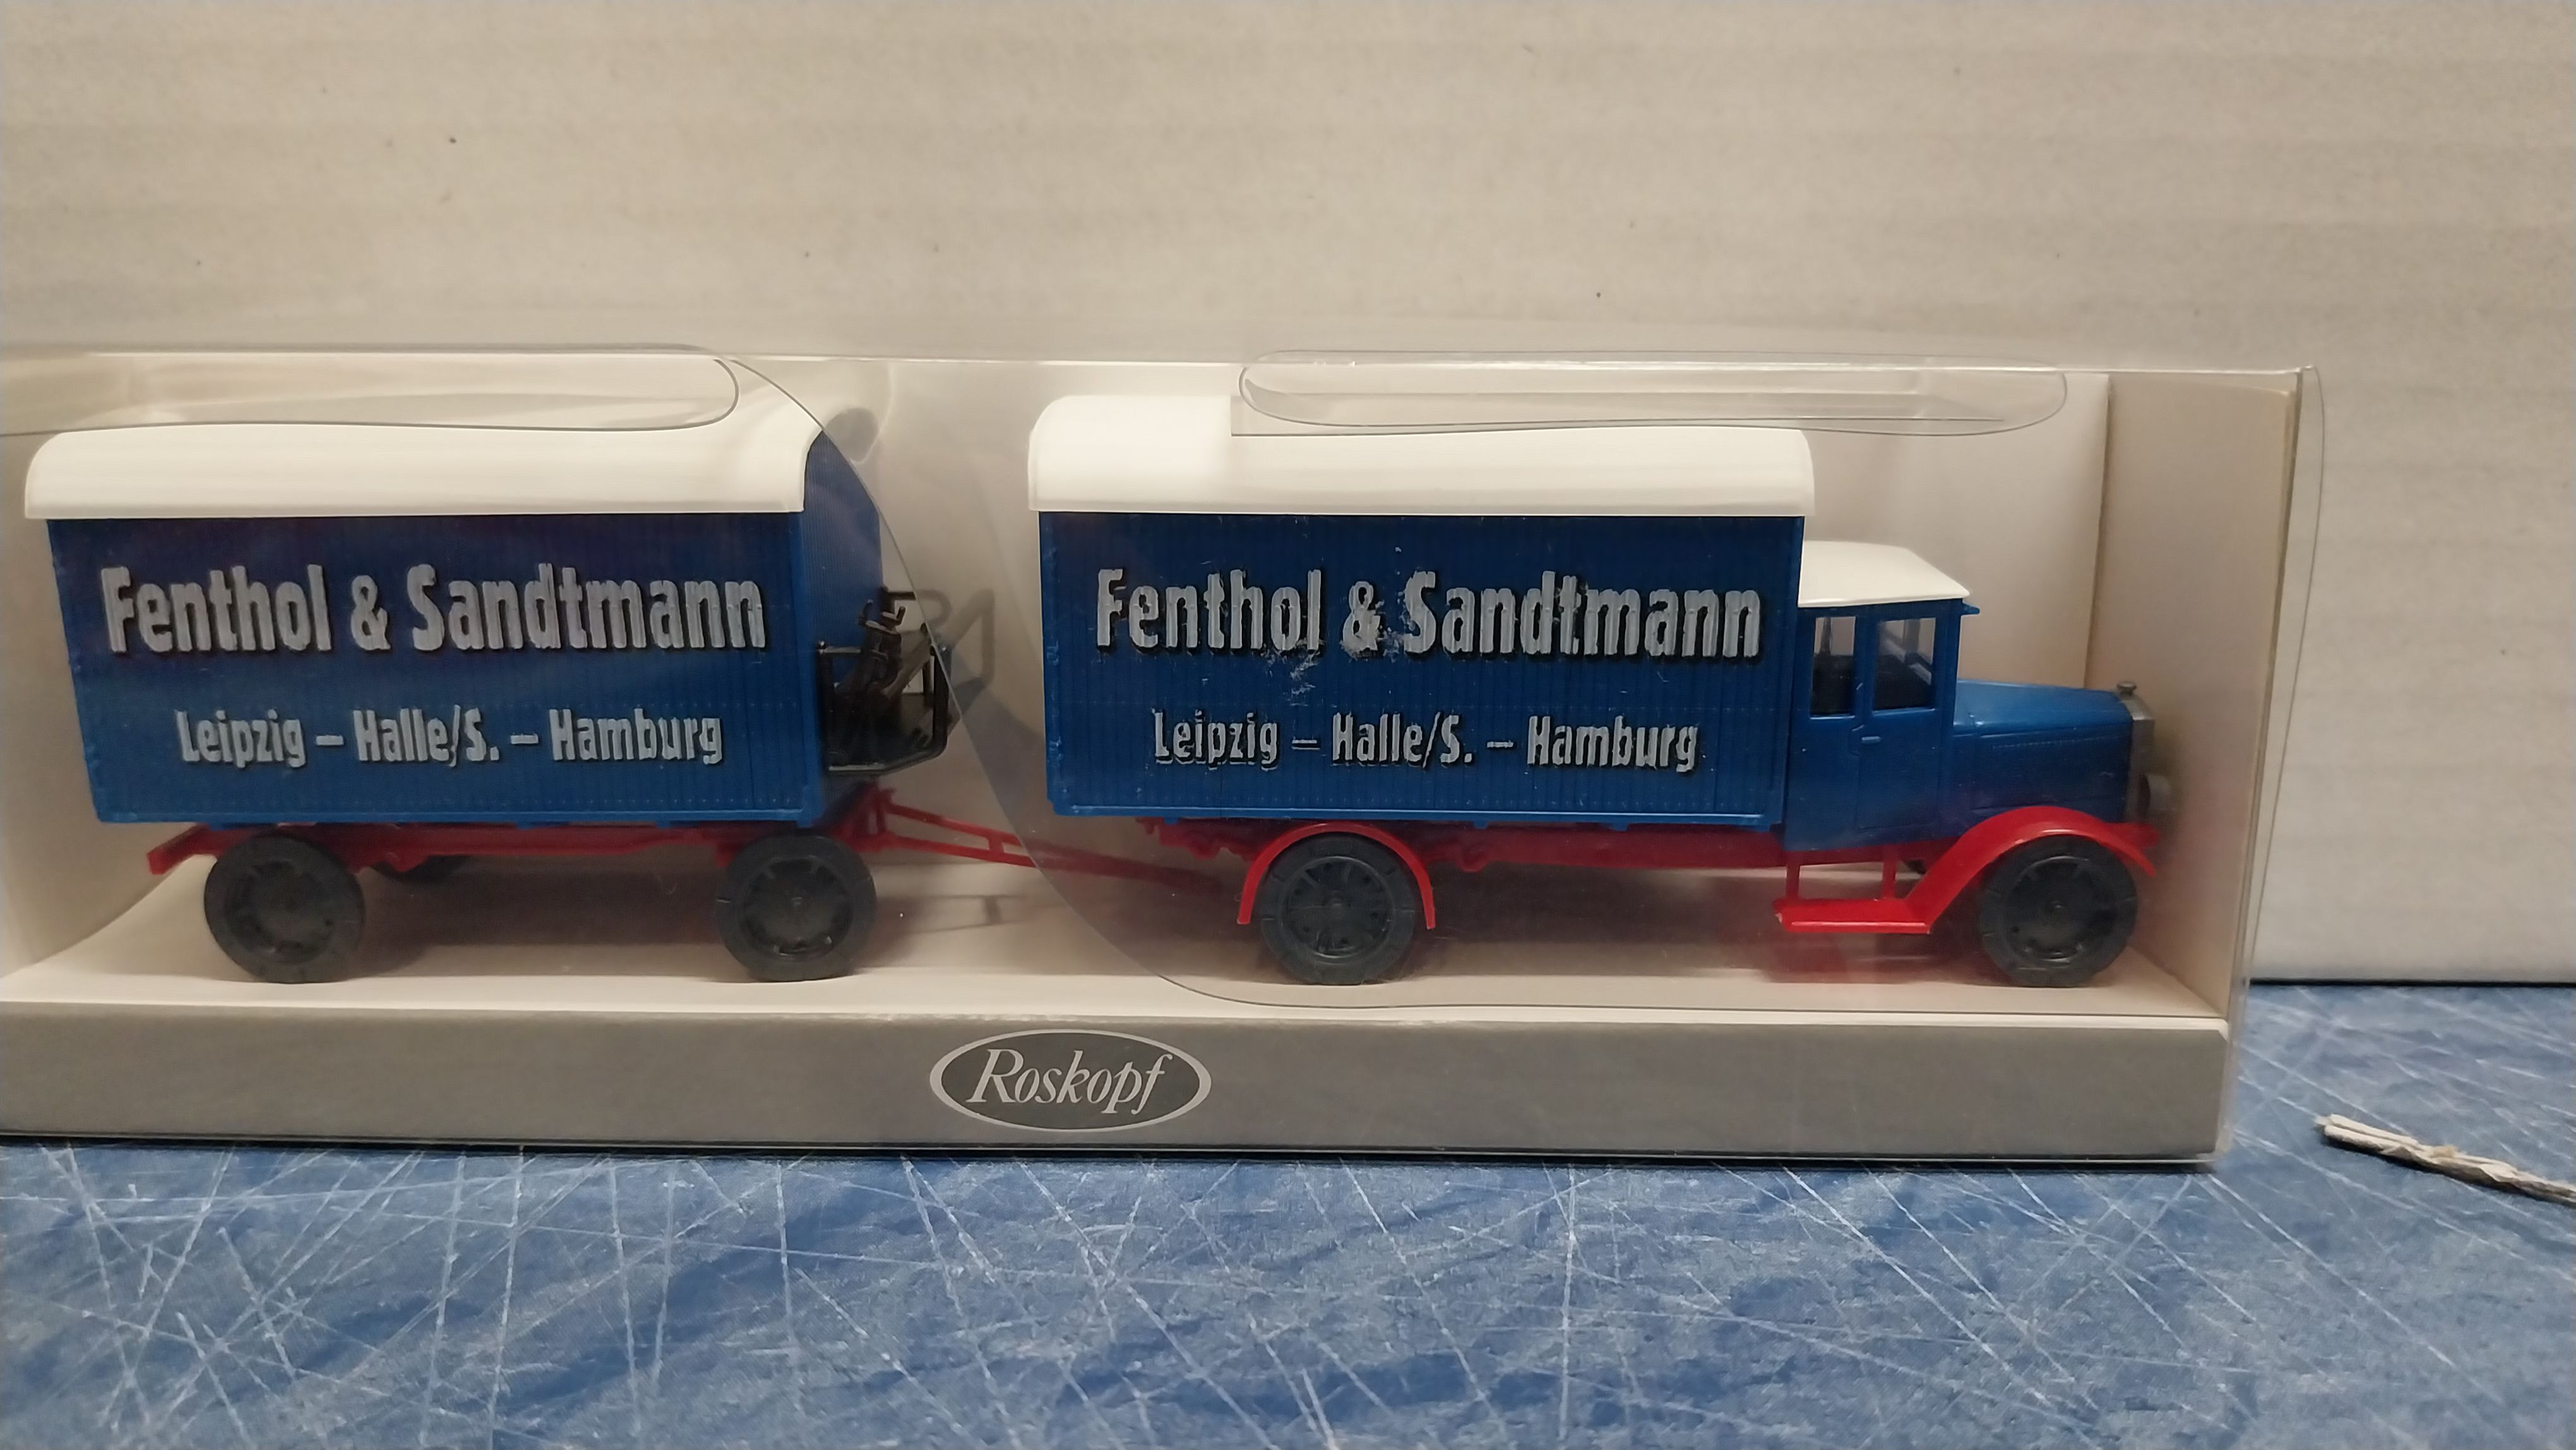 Fenthol & Sandtmann
Leipzig – Halle/S. – Hamburg
Fenthol & Sandtmann
Leipzig – Halle/S. – Hamburg
Roskopf